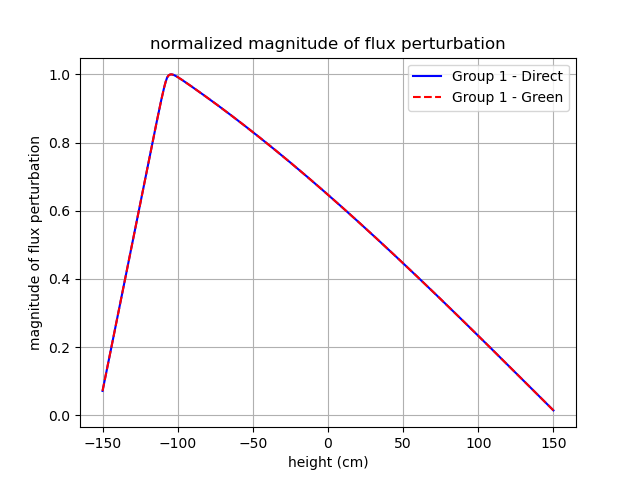 normalized magnitude of flux perturbation
Group 1 - Direct
Group 1 - Green
magnitude of flux perturbation
1.0
0.8
0.6
0.4
0.2
0.0
−150
−100
−50
0
50
100
150
height (cm)